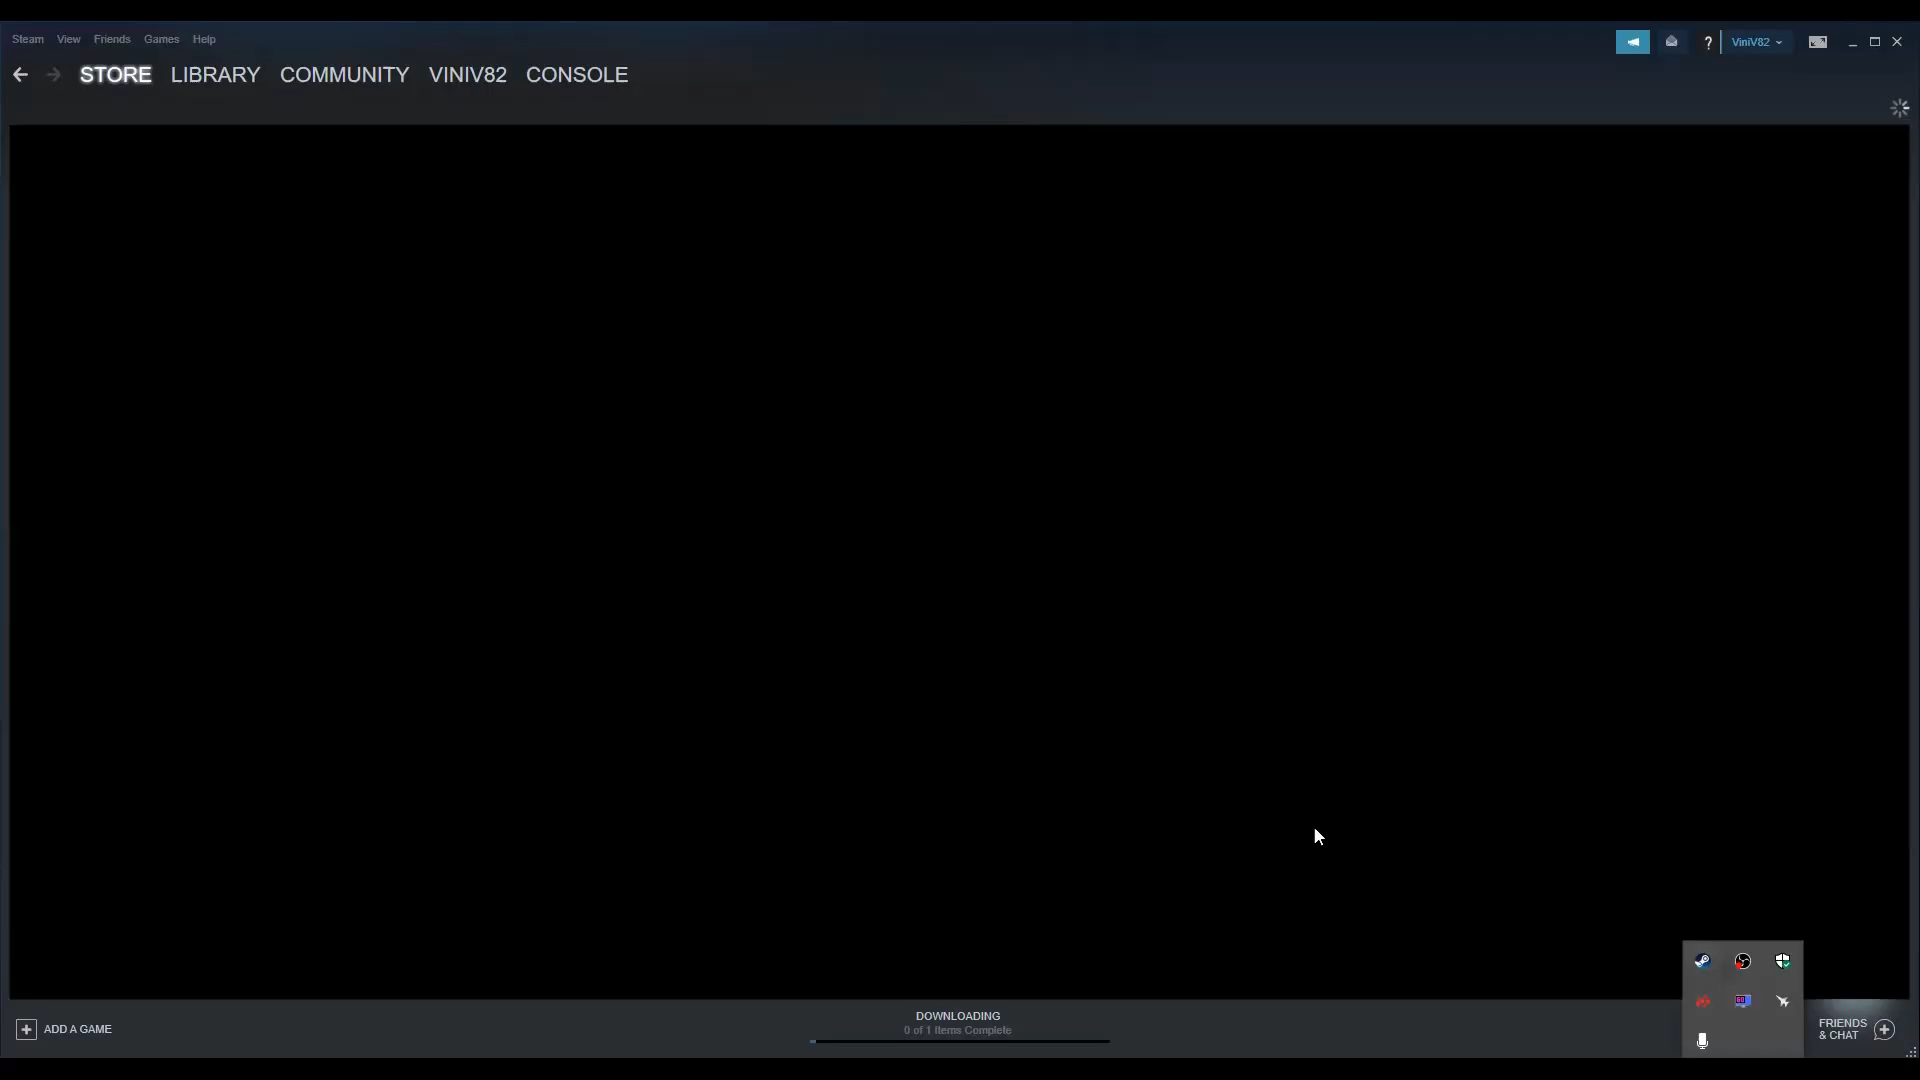 Steam View Friends Games Help
ViniV82
STORE LIBRARY COMMUNITY VINIV82 CONSOLE
DOWNLOADING
0 of 1 Items Complete
ADD A GAME
FRIENDS
& CHAT